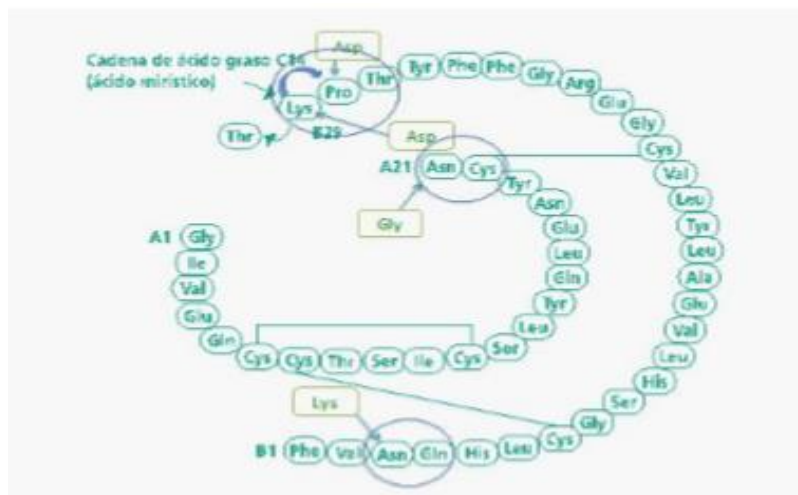 Asp
Cadena de ácido graso C14
(ácido mirístico)
Lys Pro Thr Tyr Phe Phe Gly Arg Glu Gly Cys Val Leu Tyr Leu Ala Glu Val Leu His Ser Gly Cys Leu His Gln Asn Val Phe B1
Thr
B29
Asp
A21 Asn Cys Tyr Asn Glu Leu Gln Tyr Leu Ser Cys Ile Ser Thr Cys Cys Gln Glu Val Ile Gly A1
Gly
Lys